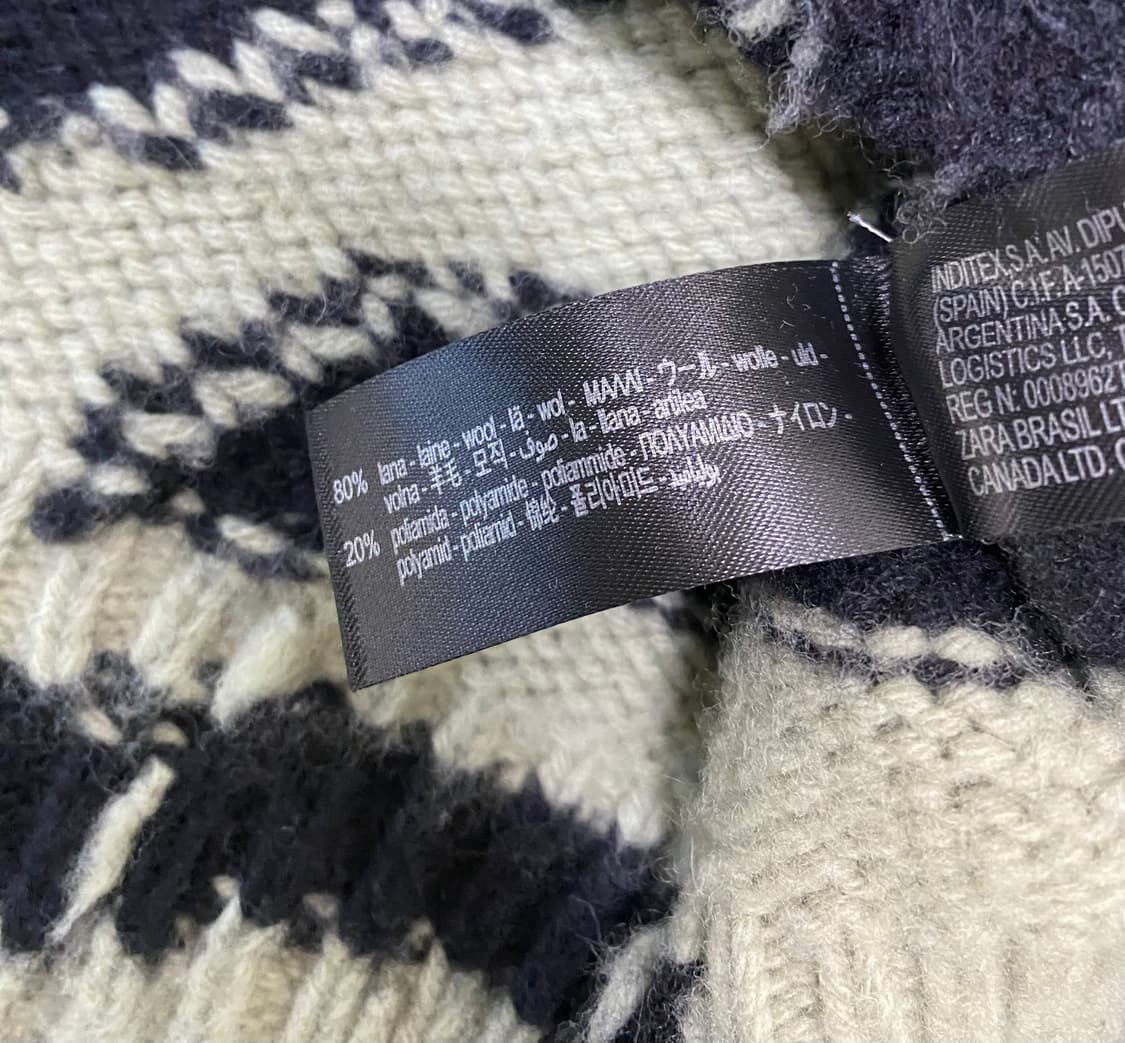 80% lana - laine - wool - lã - wol - ΜΑΛΛΙ - ウール - wolle - uld -
volna - 羊毛 - 모직 - صوف - la - llana - artilea
20% poliamida - polyamide - poliammide - ΠΟΛΥΑΜΙΔΙΟ - ナイロン -
polyamid - poliamid - 锦纶 - 폴리아미드 -
INDITEX, S.A. AV. DIPU
(SPAIN) C.I.F. A-1507
ARGENTINA S.A. C
LOGISTICS LLC,
REG N: 0008962
ZARA BRASIL LT
CANADA LTD.